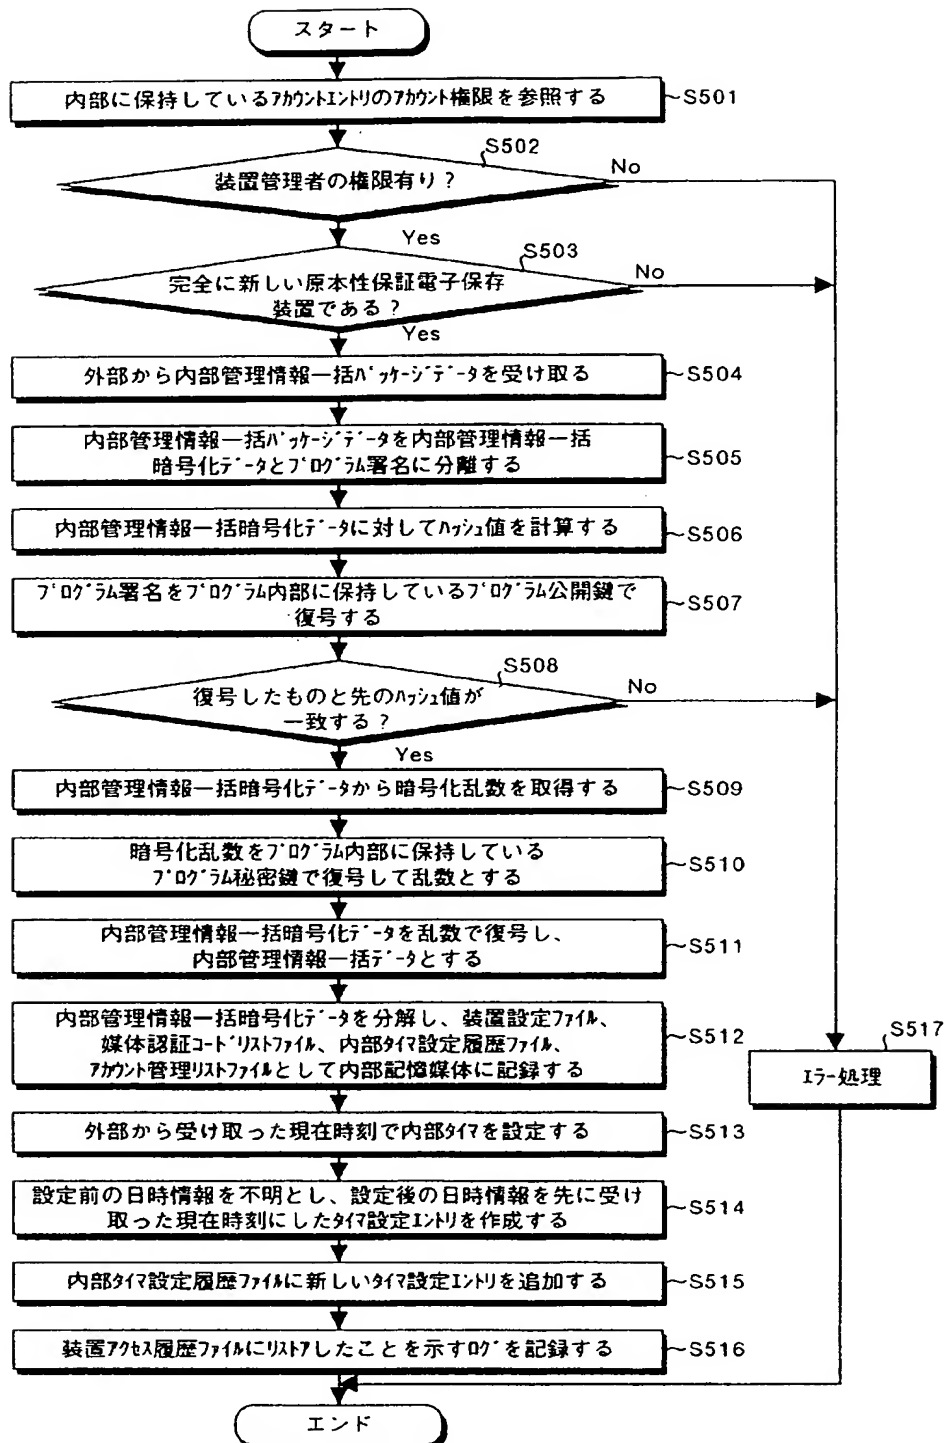 スタート
内部に保持しているｱｶｳﾝﾄｴﾝﾄﾘのｱｶｳﾝﾄ権限を参照する
S501
S502
装置管理者の権限有り？
No
Yes
S503
完全に新しい原本性保証電子保存
装置である？
No
Yes
外部から内部管理情報一括ﾊﾟｯｹｰｼﾞﾃﾞｰﾀを受け取る
S504
内部管理情報一括ﾊﾟｯｹｰｼﾞﾃﾞｰﾀを内部管理情報一括
暗号化ﾃﾞｰﾀとﾌﾟﾛｸﾞﾗﾑ署名に分離する
S505
内部管理情報一括暗号化ﾃﾞｰﾀに対してﾊｯｼｭ値を計算する
S506
ﾌﾟﾛｸﾞﾗﾑ署名をﾌﾟﾛｸﾞﾗﾑ内部に保持しているﾌﾟﾛｸﾞﾗﾑ公開鍵で
復号する
S507
S508
復号したものと先のﾊｯｼｭ値が
一致する？
No
Yes
内部管理情報一括暗号化ﾃﾞｰﾀから暗号化乱数を取得する
S509
暗号化乱数をﾌﾟﾛｸﾞﾗﾑ内部に保持している
ﾌﾟﾛｸﾞﾗﾑ秘密鍵で復号して乱数とする
S510
内部管理情報一括暗号化ﾃﾞｰﾀを乱数で復号し、
内部管理情報一括ﾃﾞｰﾀとする
S511
内部管理情報一括暗号化ﾃﾞｰﾀを分解し、装置設定ﾌｧｲﾙ、
媒体認証ｺｰﾄﾞﾘｽﾄﾌｧｲﾙ、内部ﾀｲﾏ設定履歴ﾌｧｲﾙ、
ｱｶｳﾝﾄ管理ﾘｽﾄﾌｧｲﾙとして内部記憶媒体に記録する
S512
S517
ｴﾗｰ処理
外部から受け取った現在時刻で内部ﾀｲﾏを設定する
S513
設定前の日時情報を不明とし、設定後の日時情報を先に受け
取った現在時刻にしたﾀｲﾏ設定ｴﾝﾄﾘを作成する
S514
内部ﾀｲﾏ設定履歴ﾌｧｲﾙに新しいﾀｲﾏ設定ｴﾝﾄﾘを追加する
S515
装置ｱｸｾｽ履歴ﾌｧｲﾙにﾘｽﾄｱしたことを示すﾛｸﾞを記録する
S516
エンド